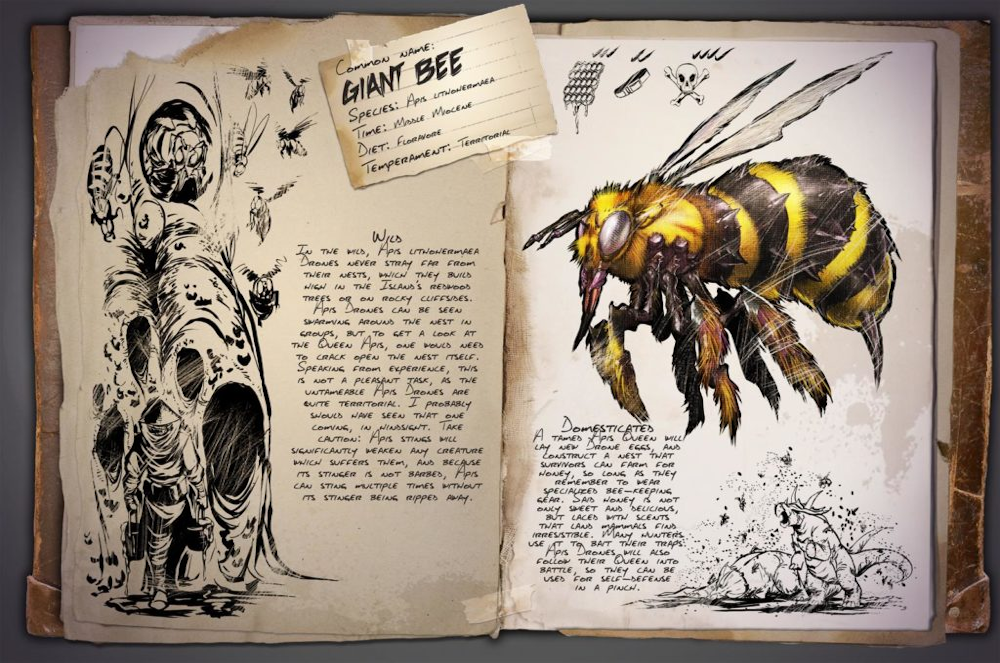 Common name:
Giant Bee
Species: Apis lithohermaea
Time: Middle Miocene
Diet: Floravore
Temperament: Territorial
Wild
In the wild, Apis lithohermaea
drones never stray far from
their nests, which they build
high in the Island's redwood
trees or on rocky cliffsides.
Apis Drones can be seen
swarming around the nest in
groups, but to get a look at
the Queen Apis, one would need
to crack open the nest itself.
Speaking from experience, this
is not a pleasant task, as the
untameable Apis Drones are
quite territorial. I probably
should have seen that one
coming, in hindsight. Take
caution: Apis stings will
significantly weaken any creature
which suffers them, and because
its stinger is not barbed, Apis
can sting multiple times without
its stinger being ripped away.
Domesticated
A tamed Apis Queen will
lay new Drone eggs, and
construct a nest that
survivors can farm for
honey, so long as they
remember to wear
specialized bee-keeping
gear. Said honey is not
only sweet and delicious,
but laced with scents
that land mammals find
irresistible. Many hunters
use it to bait their traps.
Apis Drones will also
follow their Queen into
battle, so they can be
used for self-defense
in a pinch.